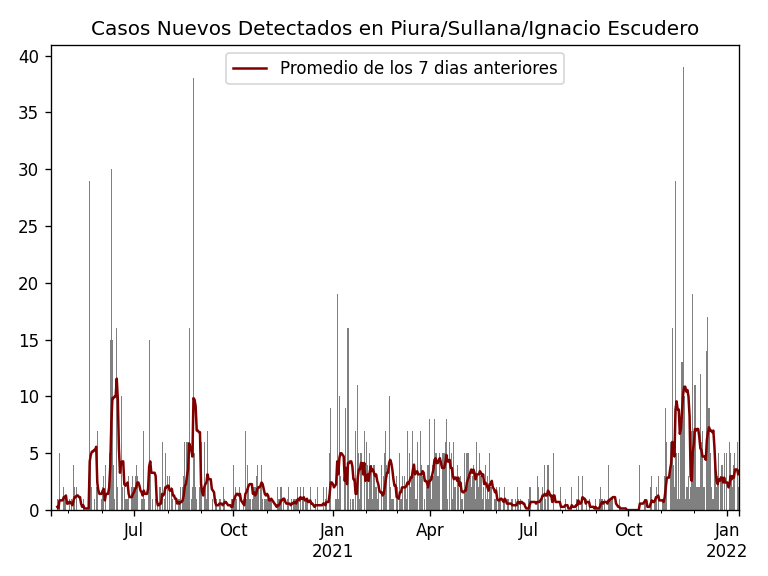 Casos Nuevos Detectados en Piura/Sullana/Ignacio Escudero
Promedio de los 7 dias anteriores
40
35
30
25
20
15
10
5
0
Jul
Oct
Jan
2021
Apr
Jul
Oct
Jan
2022